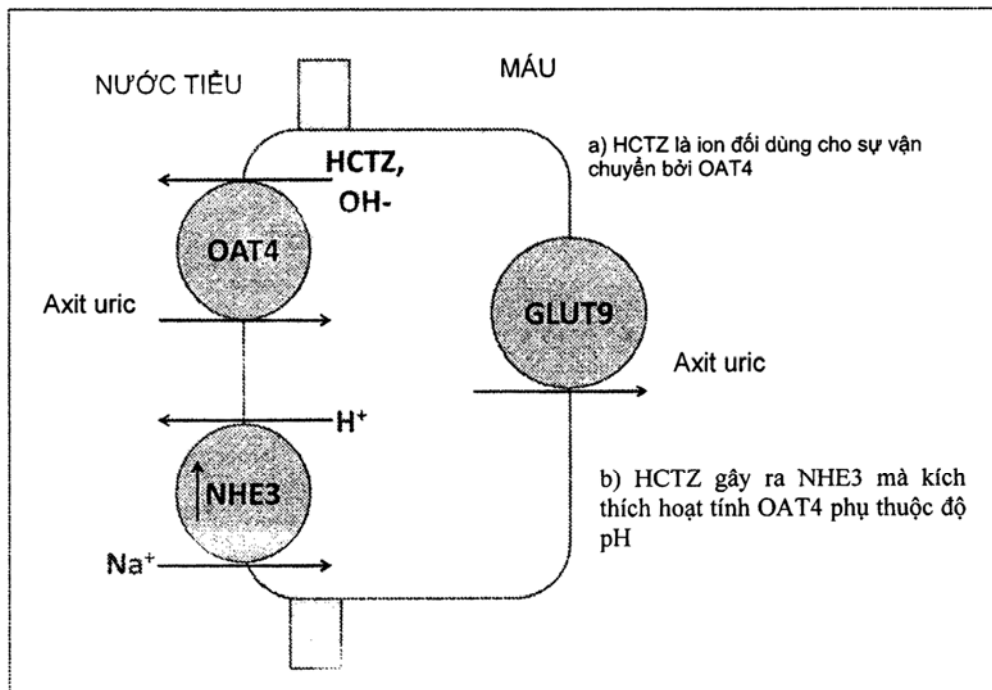 NƯỚC TIỂU
MÁU
HCTZ,
OH-
a) HCTZ là ion đối dùng cho sự vận
chuyển bởi OAT4
OAT4
Axit uric
GLUT9
Axit uric
H+
NHE3
Na+
b) HCTZ gây ra NHE3 mà kích
thích hoạt tính OAT4 phụ thuộc độ
pH